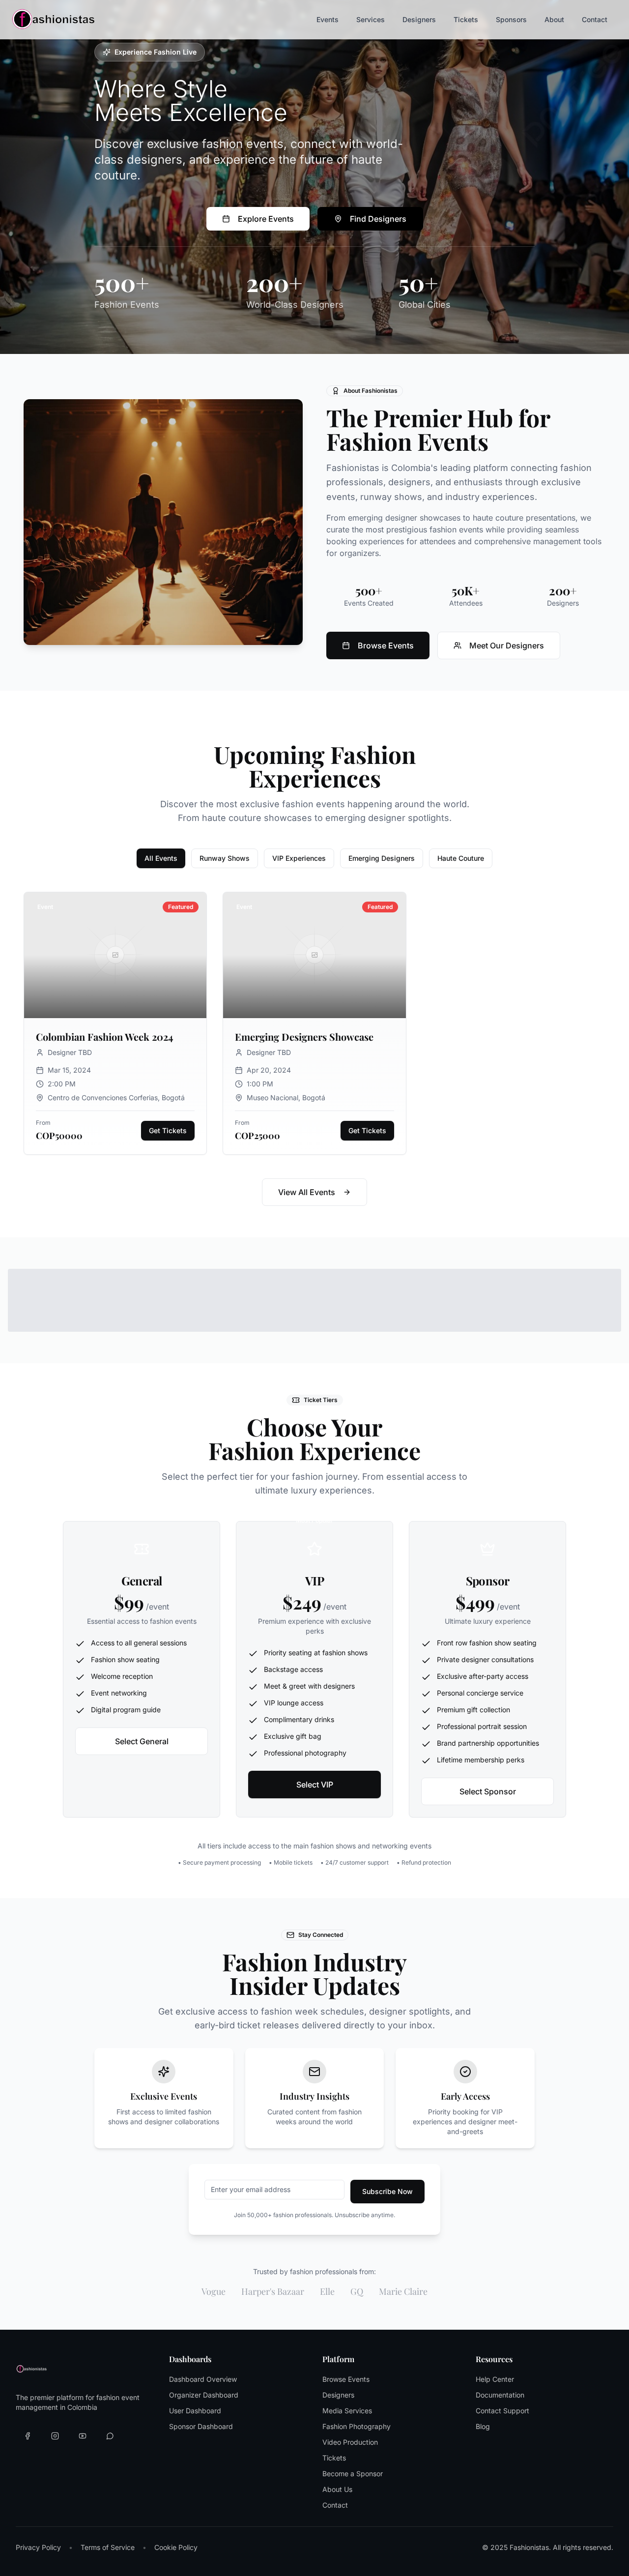 fashionistas
Events
Services
Designers
Tickets
Sponsors
About
Contact
Experience Fashion Live
Where Style
Meets Excellence
Discover exclusive fashion events, connect with world-
class designers, and experience the future of haute
couture.
Explore Events
Find Designers
500+
Fashion Events
200+
World-Class Designers
50+
Global Cities
About Fashionistas
The Premier Hub for
Fashion Events
Fashionistas is Colombia's leading platform connecting fashion
professionals, designers, and enthusiasts through exclusive
events, runway shows, and industry experiences.
From emerging designer showcases to haute couture presentations, we
curate the most prestigious fashion events while providing seamless
booking experiences for attendees and comprehensive management tools
for organizers.
500+
Events Created
50K+
Attendees
200+
Designers
Browse Events
Meet Our Designers
Upcoming Fashion
Experiences
Discover the most exclusive fashion events happening around the world.
From haute couture showcases to emerging designer spotlights.
All Events
Runway Shows
VIP Experiences
Emerging Designers
Haute Couture
Event
Featured
Colombian Fashion Week 2024
Designer TBD
Mar 15, 2024
2:00 PM
Centro de Convenciones Corferias, Bogotá
From
COP50000
Get Tickets
Event
Featured
Emerging Designers Showcase
Designer TBD
Apr 20, 2024
1:00 PM
Museo Nacional, Bogotá
From
COP25000
Get Tickets
View All Events
Ticket Tiers
Choose Your
Fashion Experience
Select the perfect tier for your fashion journey. From essential access to
ultimate luxury experiences.
General
$99 /event
Essential access to fashion events
Access to all general sessions
Fashion show seating
Welcome reception
Event networking
Digital program guide
Select General
VIP
$249 /event
Premium experience with exclusive
perks
Priority seating at fashion shows
Backstage access
Meet & greet with designers
VIP lounge access
Complimentary drinks
Exclusive gift bag
Professional photography
Select VIP
Sponsor
$499 /event
Ultimate luxury experience
Front row fashion show seating
Private designer consultations
Exclusive after-party access
Personal concierge service
Premium gift collection
Professional portrait session
Brand partnership opportunities
Lifetime membership perks
Select Sponsor
All tiers include access to the main fashion shows and networking events
• Secure payment processing • Mobile tickets • 24/7 customer support • Refund protection
Stay Connected
Fashion Industry
Insider Updates
Get exclusive access to fashion week schedules, designer spotlights, and
early-bird ticket releases delivered directly to your inbox.
Exclusive Events
First access to limited fashion
shows and designer collaborations
Industry Insights
Curated content from fashion
weeks around the world
Early Access
Priority booking for VIP
experiences and designer meet-
and-greets
Enter your email address
Subscribe Now
Join 50,000+ fashion professionals. Unsubscribe anytime.
Trusted by fashion professionals from:
Vogue
Harper's Bazaar
Elle
GQ
Marie Claire
fashionistas
The premier platform for fashion event
management in Colombia
Dashboards
Dashboard Overview
Organizer Dashboard
User Dashboard
Sponsor Dashboard
Platform
Browse Events
Designers
Media Services
Fashion Photography
Video Production
Tickets
Become a Sponsor
About Us
Contact
Resources
Help Center
Documentation
Contact Support
Blog
Privacy Policy • Terms of Service • Cookie Policy
© 2025 Fashionistas. All rights reserved.